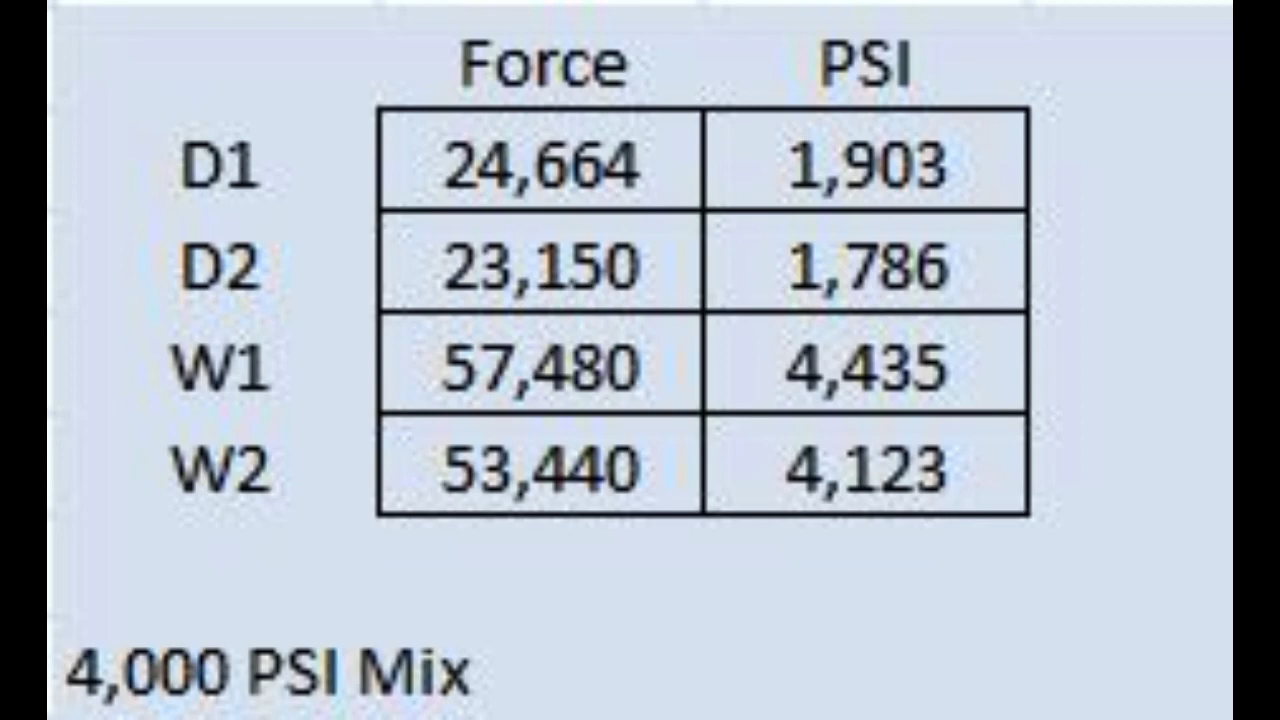 Force PSI
D1 24,664 1,903
D2 23,150 1,786
W1 57,480 4,435
W2 53,440 4,123
4,000 PSI Mix